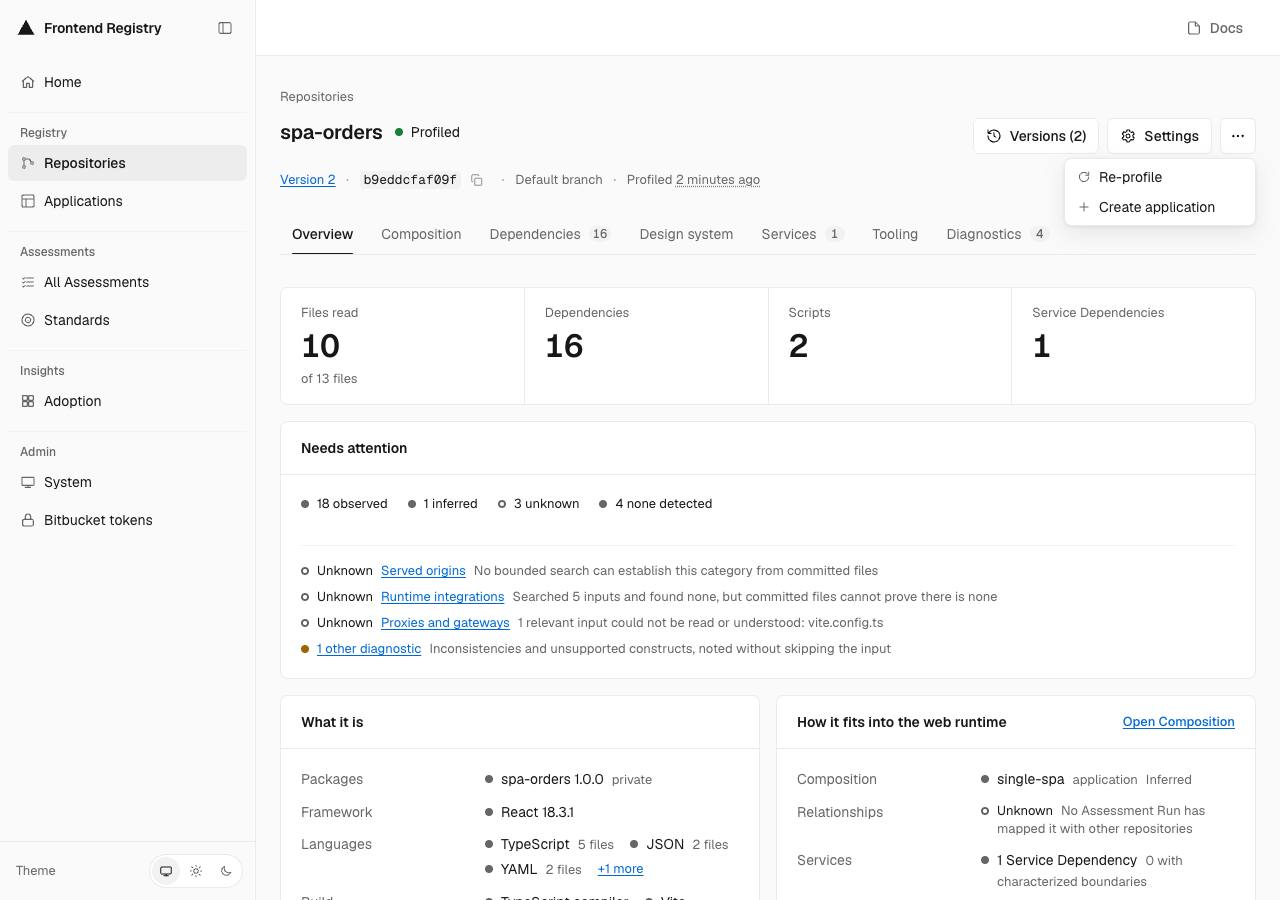 Frontend Registry
Docs
Home
Registry
Repositories
Applications
Assessments
All Assessments
Standards
Insights
Adoption
Admin
System
Bitbucket tokens
Theme
Repositories
spa-orders Profiled
Versions (2) Settings
Version 2 · b9eddcfaf09f · Default branch · Profiled 2 minutes ago
Re-profile
Create application
Overview Composition Dependencies 16 Design system Services 1 Tooling Diagnostics 4
Files read Dependencies Scripts Service Dependencies
10 16 2 1
of 13 files
Needs attention
18 observed 1 inferred 3 unknown 4 none detected
Unknown Served origins No bounded search can establish this category from committed files
Unknown Runtime integrations Searched 5 inputs and found none, but committed files cannot prove there is none
Unknown Proxies and gateways 1 relevant input could not be read or understood: vite.config.ts
1 other diagnostic Inconsistencies and unsupported constructs, noted without skipping the input
What it is
Packages spa-orders 1.0.0 private
Framework React 18.3.1
Languages TypeScript 5 files JSON 2 files
YAML 2 files +1 more
Build TypeScript compiler Vite
How it fits into the web runtime Open Composition
Composition single-spa application Inferred
Relationships Unknown No Assessment Run has
mapped it with other repositories
Services 1 Service Dependency 0 with
characterized boundaries